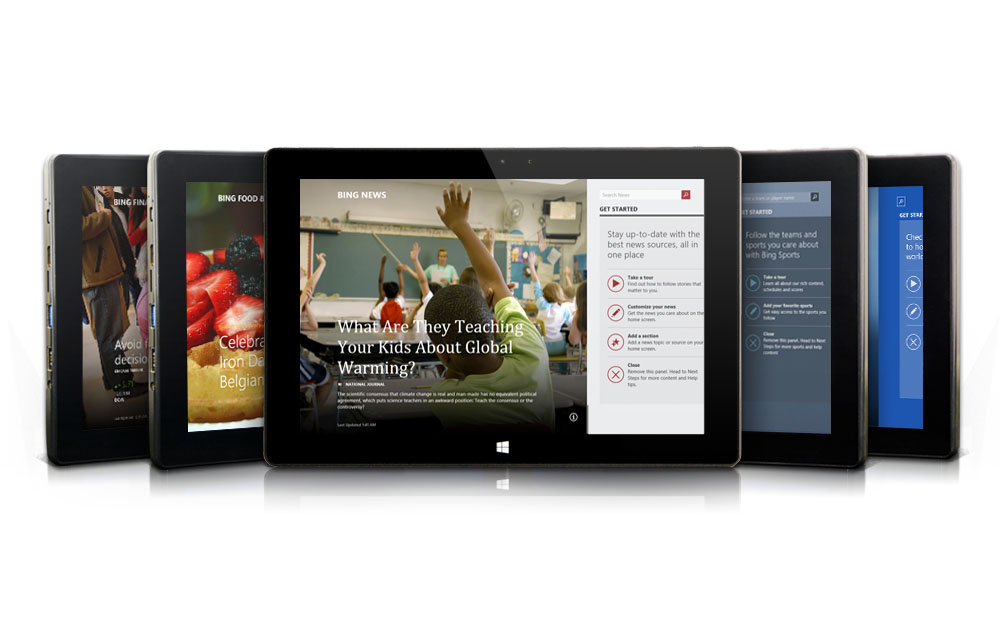 BING FINA
Avoid f
decisio
BING FOOD &
Celebra
Iron Da
Belgian
BING NEWS
What Are They Teaching
Your Kids About Global
Warming?
NATIONAL JOURNAL
The scientific consensus that climate change is real and man-made has no equivalent political
agreement, which puts science teachers in an awkward position: Teach the consensus or the
controversy?
Last Updated 5:45 AM
Search News
GET STARTED
Stay up-to-date with the
best news sources, all in
one place
Take a tour
Find out how to follow stories that
matter to you.
Customize your news
Get the news you care about on the
home screen.
Add a section
Add a news topic or source on your
home screen.
Close
Remove this panel. Head to Next
Steps for more content and Help
tips.
a team or player name
GET STARTED
Follow the teams and
sports you care about
with Bing Sports
Take a tour
Learn all about our rich content,
schedules and scores
Add your favorite sports
Get easy access to the sports you
follow
Close
Remove this panel. Head to Next
Steps for more sports and help
content
GET STAR
Chec
to ho
world